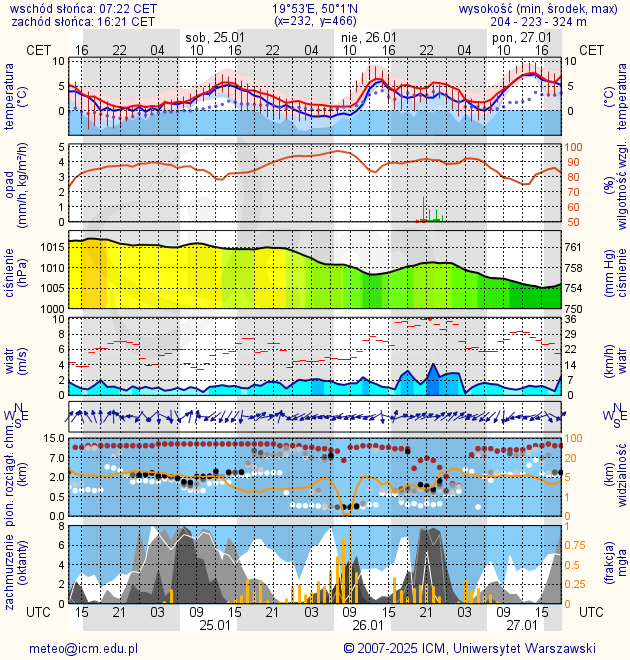 wschód słońca: 07:22 CET 19°53'E, 50°1'N wysokość (min, środek, max)
zachód słońca: 16:21 CET (x=232, y=466) 204 - 223 - 324 m
sob, 25.01 nie, 26.01 pon, 27.01
CET 16 22 04 10 16 22 04 10 16 22 04 10 16 CET
temperatura (°C) 10 5 0 10 5 0 temperatura (°C)
opad (mm/h, kg/m²/h) 5 4 3 2 1 0 100 90 80 70 60 50 (%) wilgotność wzgl.
ciśnienie (hPa) 1015 1010 1005 1000 761 758 754 750 (mm Hg) ciśnienie
wiatr (m/s) 10 8 6 4 2 0 36 29 22 14 7 0 (km/h) wiatr
N W E S N W E S
pion. rozciągł. chm. (km) 15.0 7.0 2.0 0.5 0.0 100 20 5 1 0 (km) widzialność
zachmurzenie (oktanty) 8 6 4 2 0 1 0.75 0.5 0.25 0 (frakcja) mgła
UTC 15 21 03 09 15 21 03 09 15 21 03 09 15 UTC
25.01 26.01 27.01
meteo@icm.edu.pl © 2007-2025 ICM, Uniwersytet Warszawski